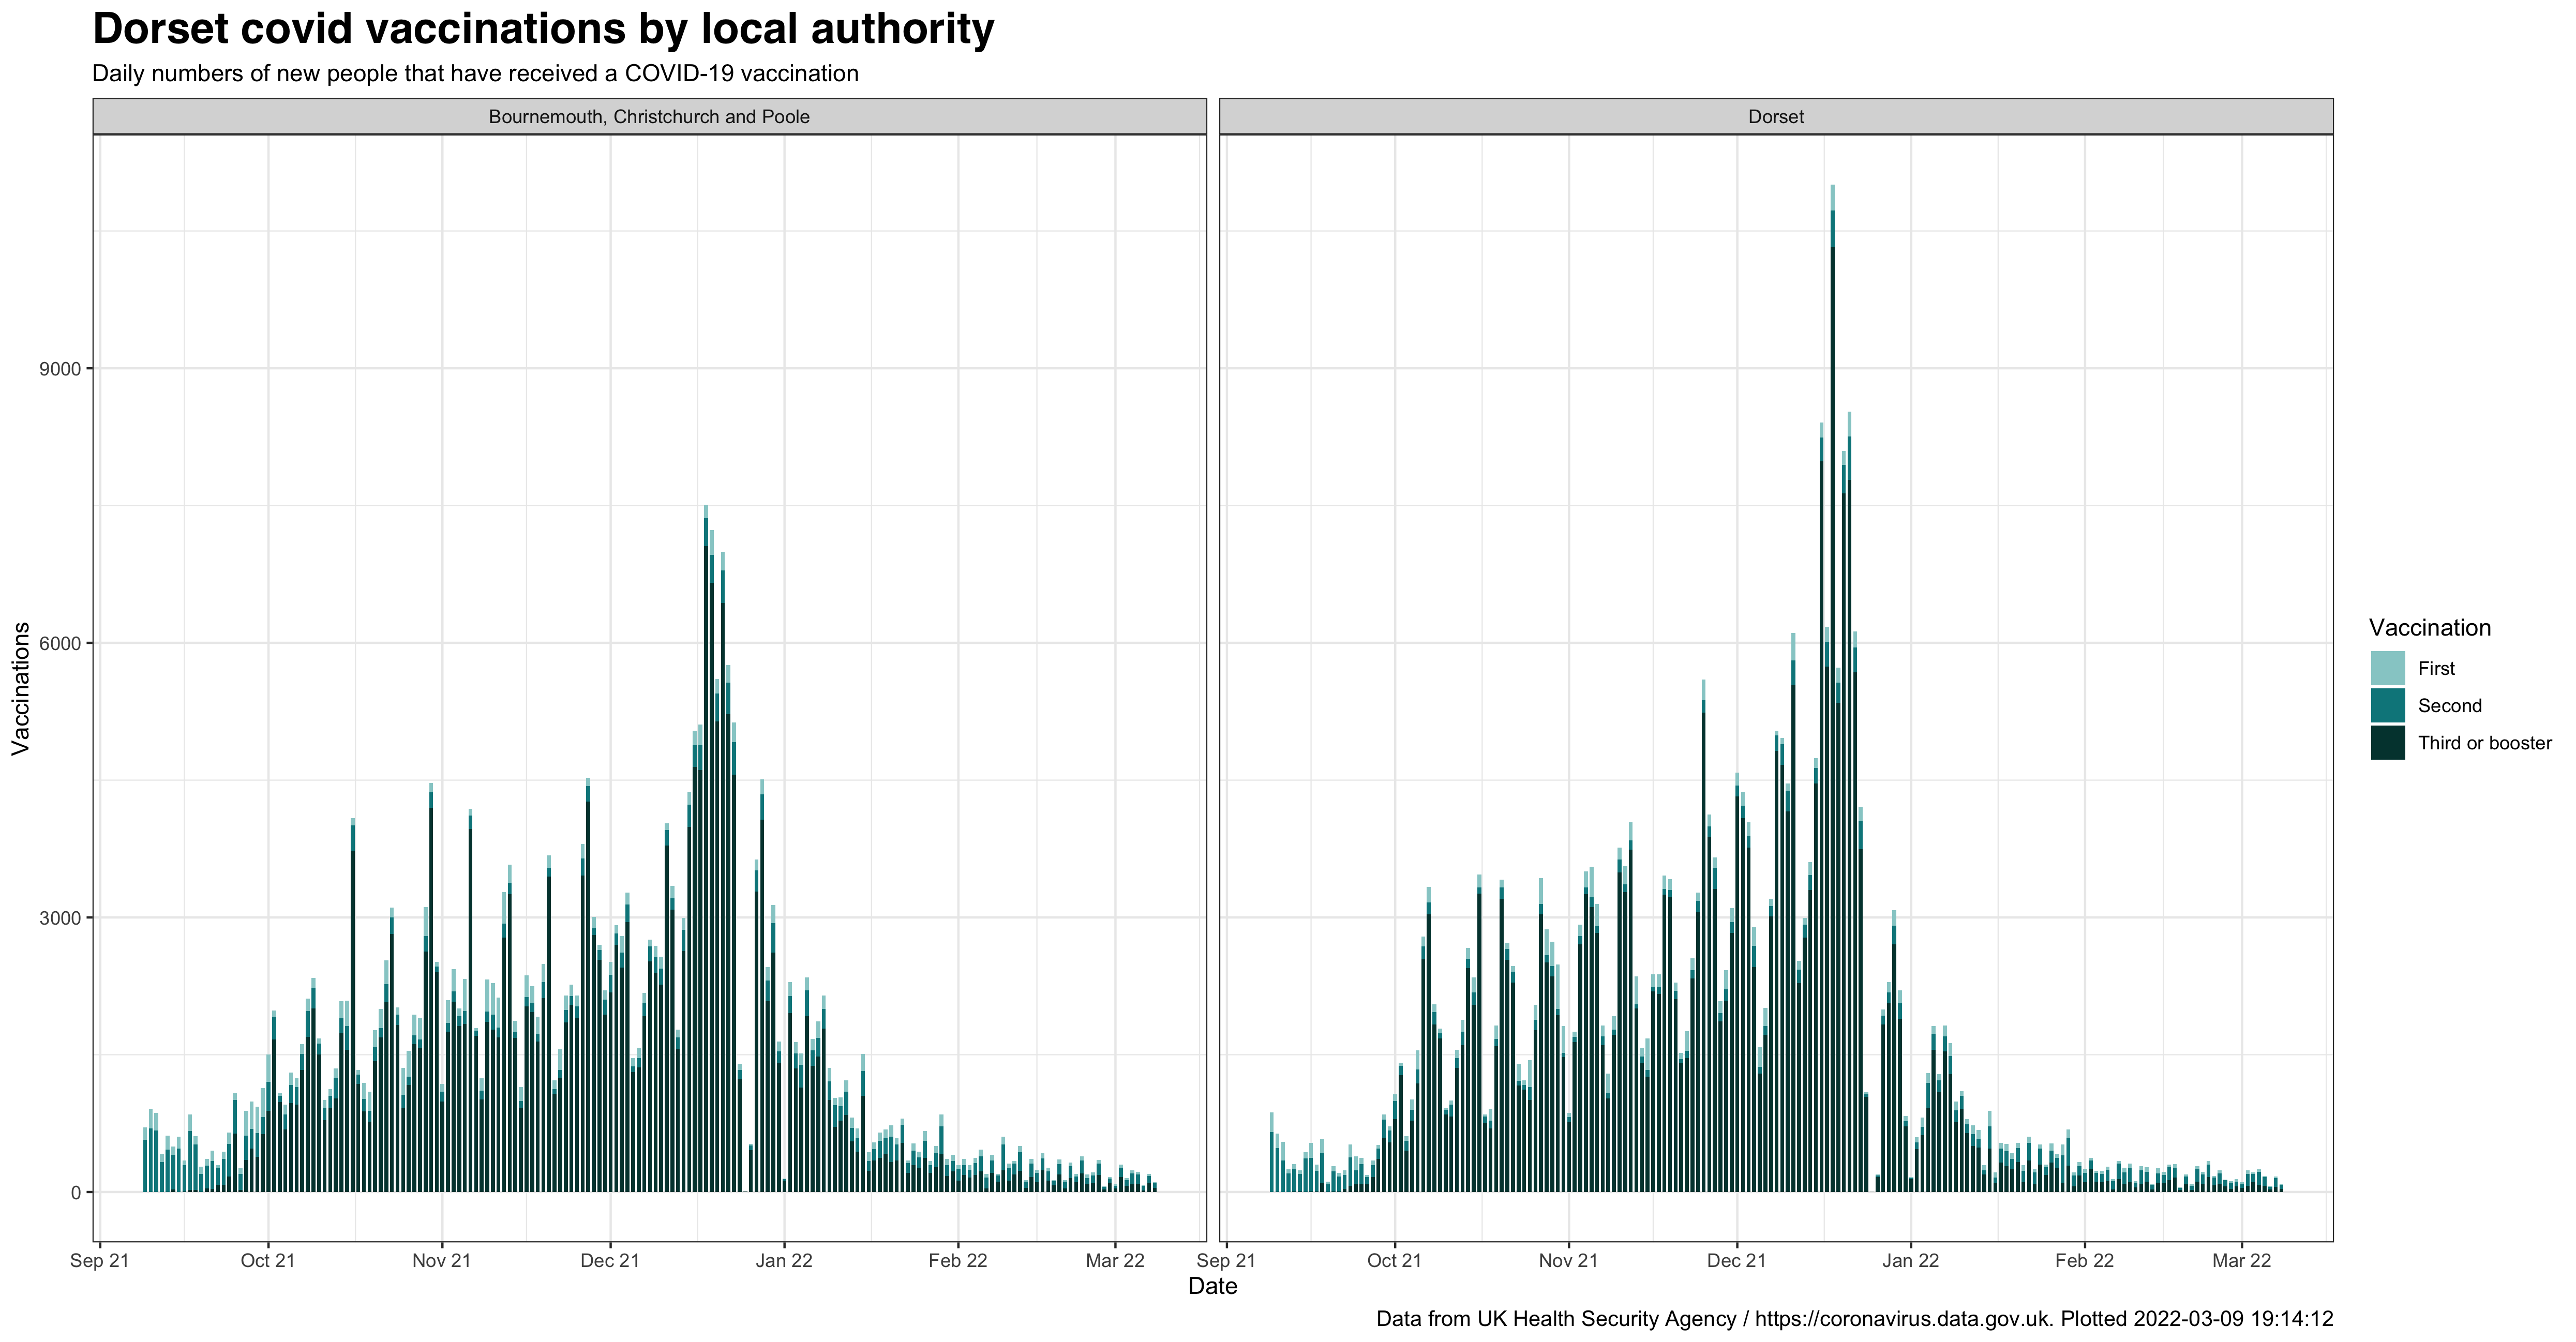 Dorset covid vaccinations by local authority
Daily numbers of new people that have received a COVID-19 vaccination
Bournemouth, Christchurch and Poole
Dorset
Vaccinations
9000
6000
3000
0
Sep 21
Oct 21
Nov 21
Dec 21
Jan 22
Feb 22
Mar 22
Sep 21
Oct 21
Nov 21
Dec 21
Jan 22
Feb 22
Mar 22
Date
Vaccination
First
Second
Third or booster
Data from UK Health Security Agency / https://coronavirus.data.gov.uk. Plotted 2022-03-09 19:14:12